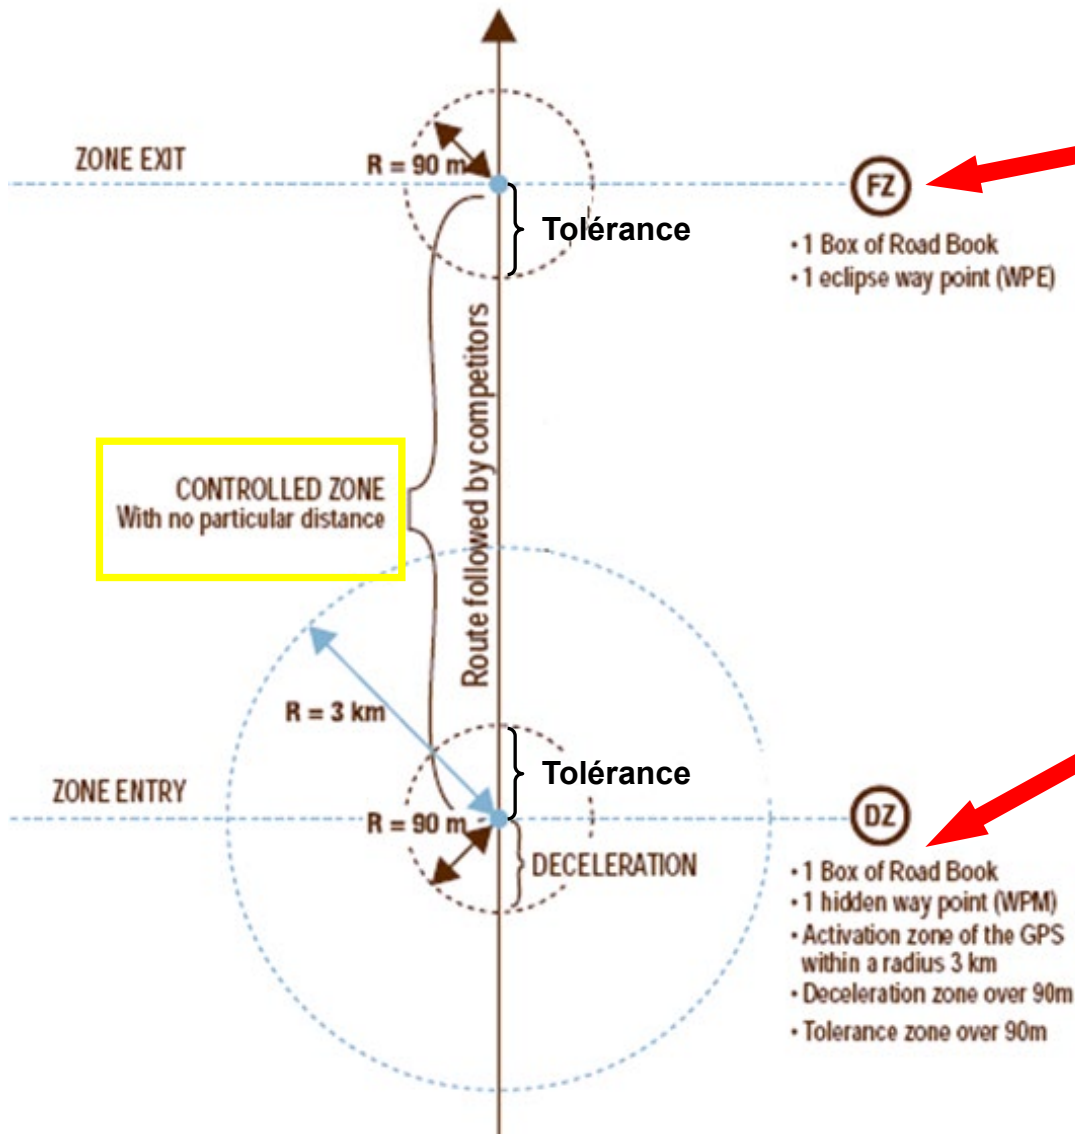 ZONE EXIT
R = 90 m
FZ
Tolérance
• 1 Box of Road Book
• 1 eclipse way point (WPE)
Route followed by competitors
CONTROLLED ZONE
With no particular distance
R = 3 km
Tolérance
ZONE ENTRY
R = 90 m
DZ
DECELERATION
• 1 Box of Road Book
• 1 hidden way point (WPM)
• Activation zone of the GPS
within a radius 3 km
• Deceleration zone over 90m
• Tolerance zone over 90m